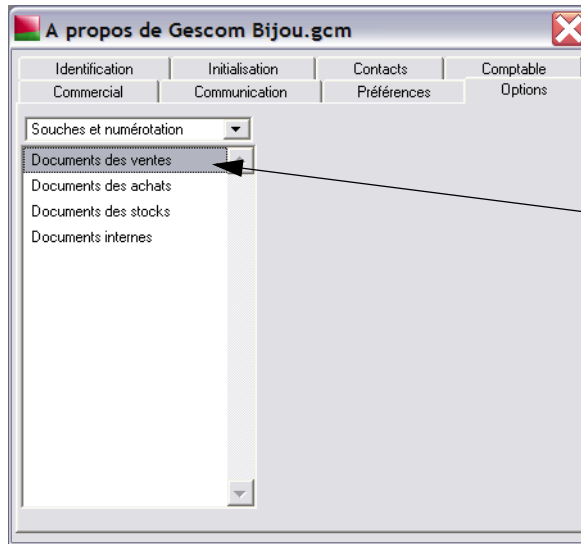 A propos de Gescom Bijou.gcm
Identification Initialisation Contacts Comptable
Commercial Communication Préférences Options
Souches et numérotation
Documents des ventes
Documents des achats
Documents des stocks
Documents internes